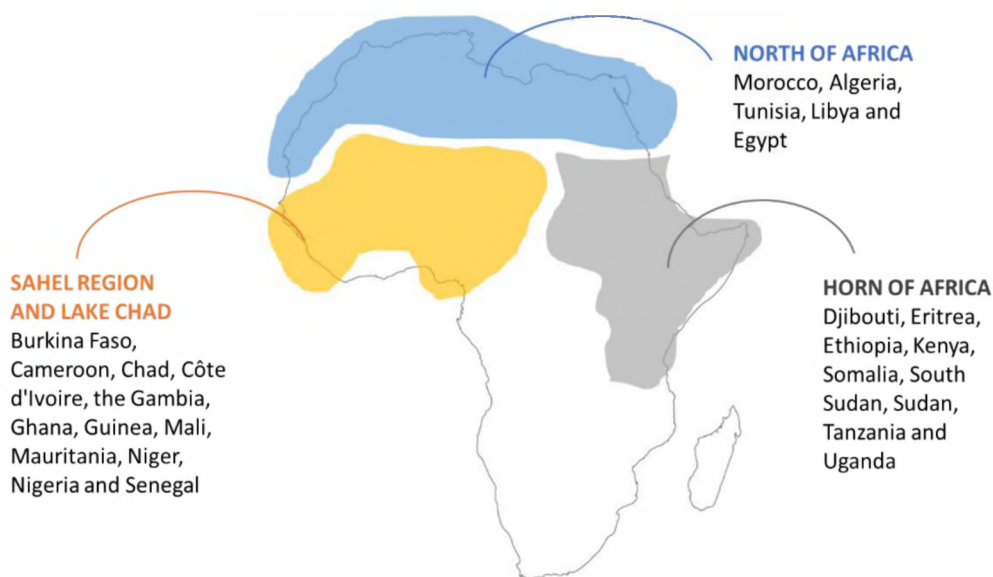 NORTH OF AFRICA
Morocco, Algeria,
Tunisia, Libya and
Egypt
SAHEL REGION
AND LAKE CHAD
Burkina Faso,
Cameroon, Chad, Côte
d'Ivoire, the Gambia,
Ghana, Guinea, Mali,
Mauritania, Niger,
Nigeria and Senegal
HORN OF AFRICA
Djibouti, Eritrea,
Ethiopia, Kenya,
Somalia, South
Sudan, Sudan,
Tanzania and
Uganda